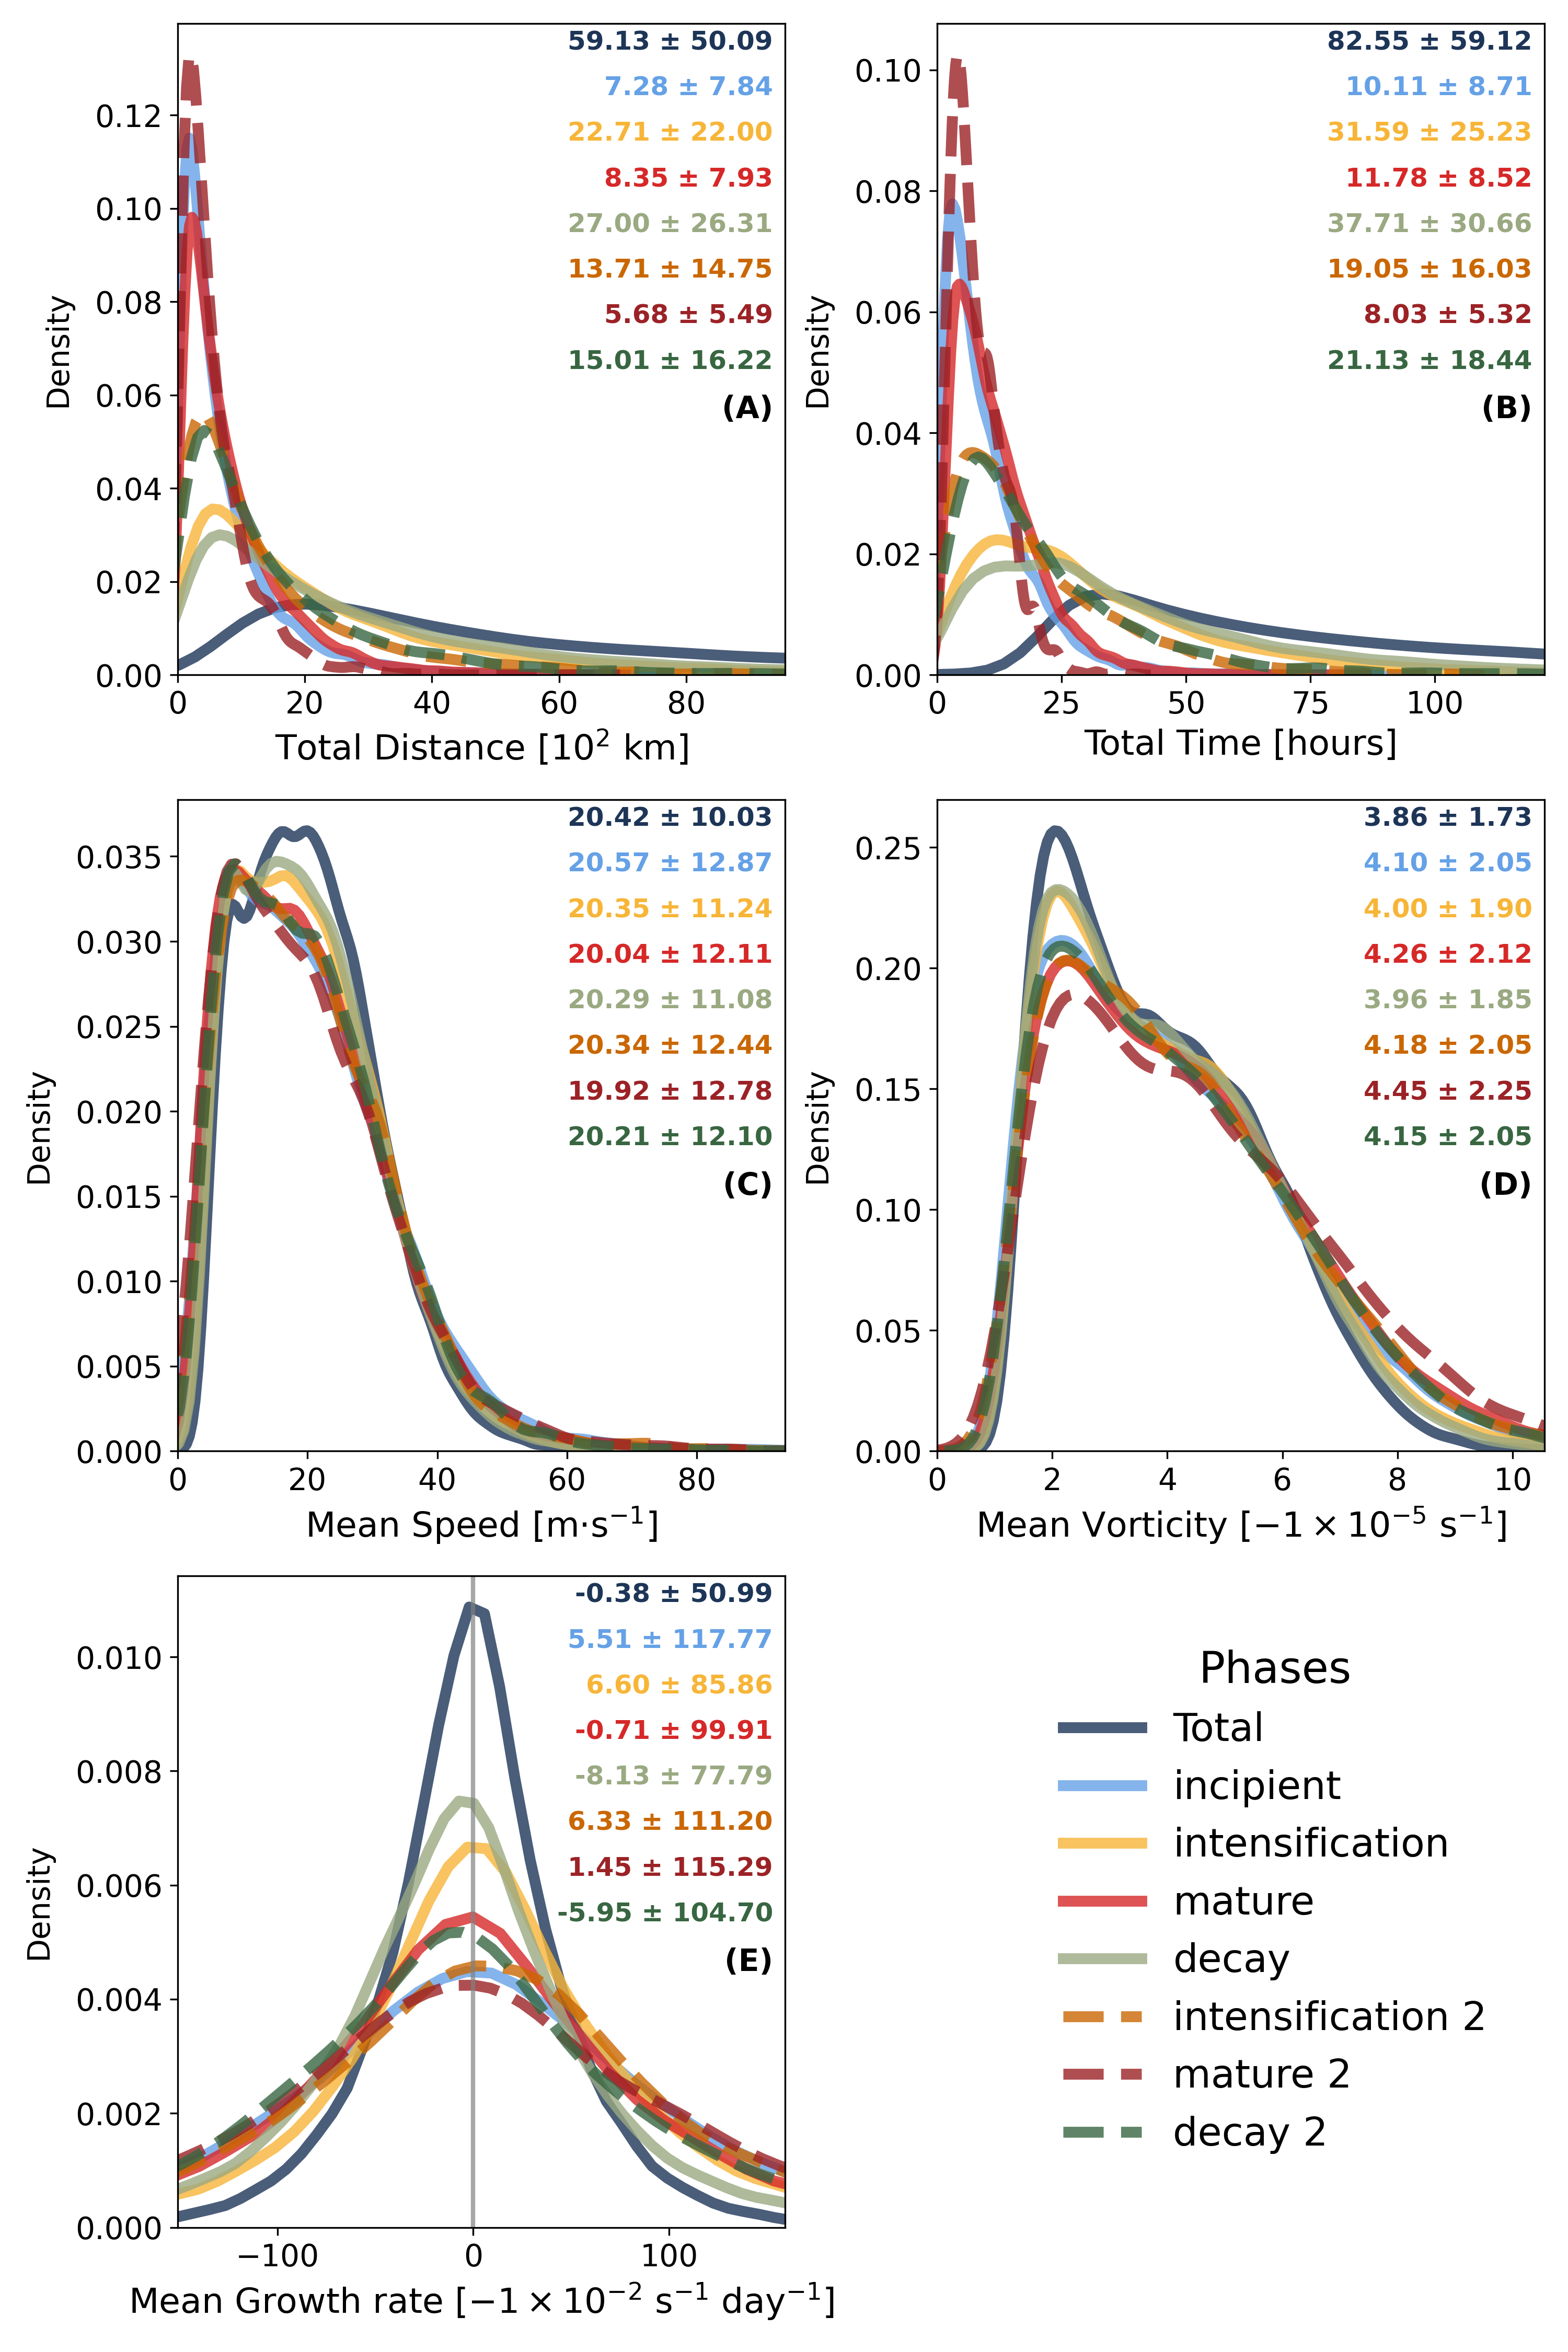 59.13 ± 50.09
7.28 ± 7.84
22.71 ± 22.00
8.35 ± 7.93
27.00 ± 26.31
13.71 ± 14.75
5.68 ± 5.49
15.01 ± 16.22
(A)
Density
0.12
0.10
0.08
0.06
0.04
0.02
0.00
0 20 40 60 80
Total Distance [10² km]
82.55 ± 59.12
10.11 ± 8.71
31.59 ± 25.23
11.78 ± 8.52
37.71 ± 30.66
19.05 ± 16.03
8.03 ± 5.32
21.13 ± 18.44
(B)
Density
0.10
0.08
0.06
0.04
0.02
0.00
0 25 50 75 100
Total Time [hours]
20.42 ± 10.03
20.57 ± 12.87
20.35 ± 11.24
20.04 ± 12.11
20.29 ± 11.08
20.34 ± 12.44
19.92 ± 12.78
20.21 ± 12.10
(C)
Density
0.035
0.030
0.025
0.020
0.015
0.010
0.005
0.000
0 20 40 60 80
Mean Speed [m·s⁻¹]
3.86 ± 1.73
4.10 ± 2.05
4.00 ± 1.90
4.26 ± 2.12
3.96 ± 1.85
4.18 ± 2.05
4.45 ± 2.25
4.15 ± 2.05
(D)
Density
0.25
0.20
0.15
0.10
0.05
0.00
0 2 4 6 8 10
Mean Vorticity [−1 × 10⁻⁵ s⁻¹]
-0.38 ± 50.99
5.51 ± 117.77
6.60 ± 85.86
-0.71 ± 99.91
-8.13 ± 77.79
6.33 ± 111.20
1.45 ± 115.29
-5.95 ± 104.70
(E)
Density
0.010
0.008
0.006
0.004
0.002
0.000
−100 0 100
Mean Growth rate [−1 × 10⁻² s⁻¹ day⁻¹]
Phases
Total
incipient
intensification
mature
decay
intensification 2
mature 2
decay 2